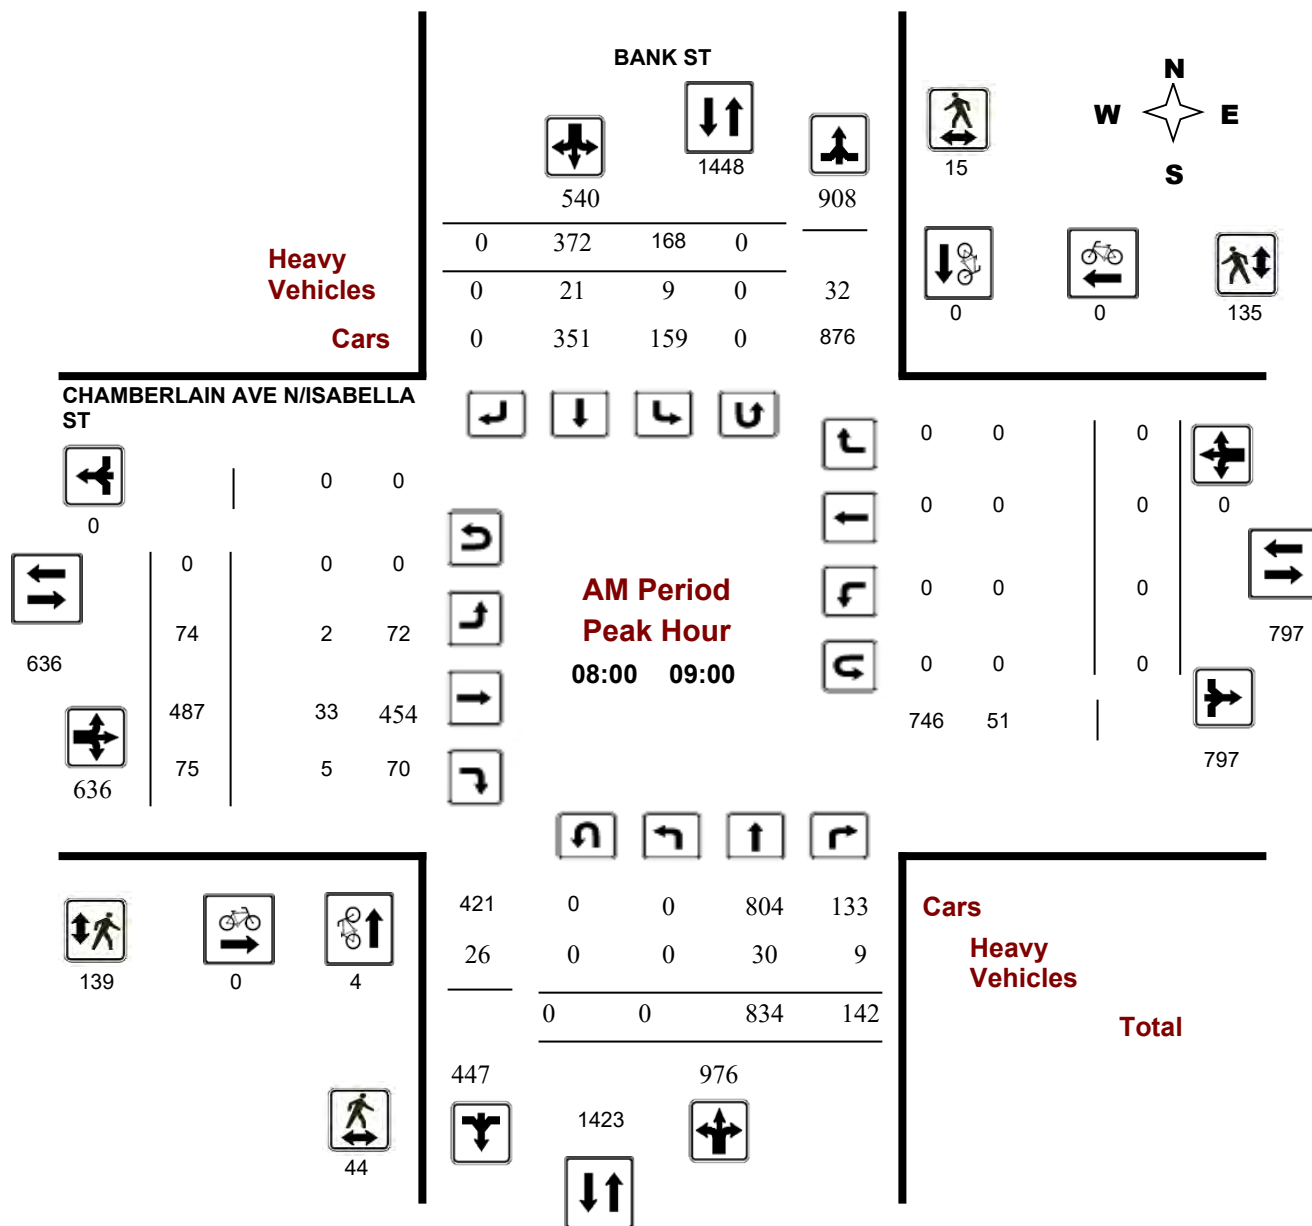 BANK ST
N
W E
S
1448
15
540
908
0 372 168 0
Heavy
Vehicles
0 21 9 0 32
0 0 135
Cars
0 351 159 0 876
CHAMBERLAIN AVE N/ISABELLA
ST
0 0 0
0 0
0
0 0 0
0
0 0 0
AM Period
0 0 0
74 2 72
Peak Hour
797
636
08:00 09:00
0 0 0
487 33 454
746 51
797
75 5 70
636
421 0 0 804 133
Cars
26 0 0 30 9
Heavy
Vehicles
139 0 4
0 0 834 142
Total
447 976
1423
44